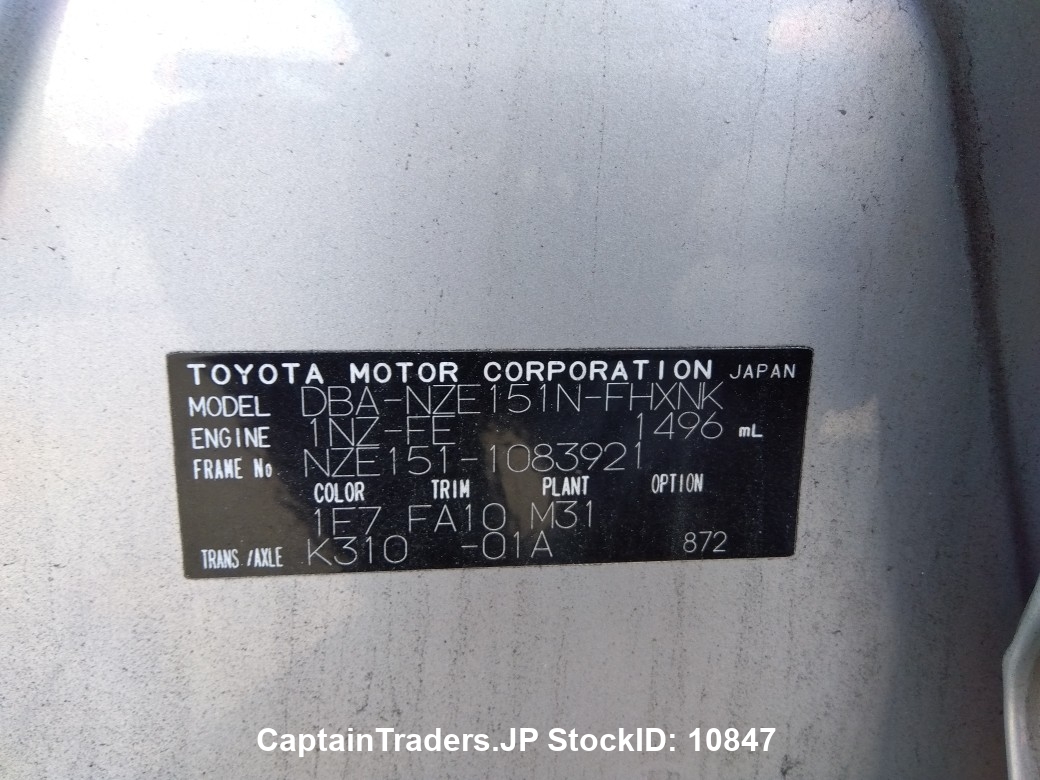 TOYOTA MOTOR CORPORATION JAPAN
MODEL DBA-NZE151N-FHXNK
ENGINE 1NZ-FE 1496 mL
FRAME No NZE151-1083921
COLOR TRIM PLANT OPTION
1F7 FA10 M31
TRANS/AXLE K310 -01A 872
CaptainTraders.JP StockID: 10847